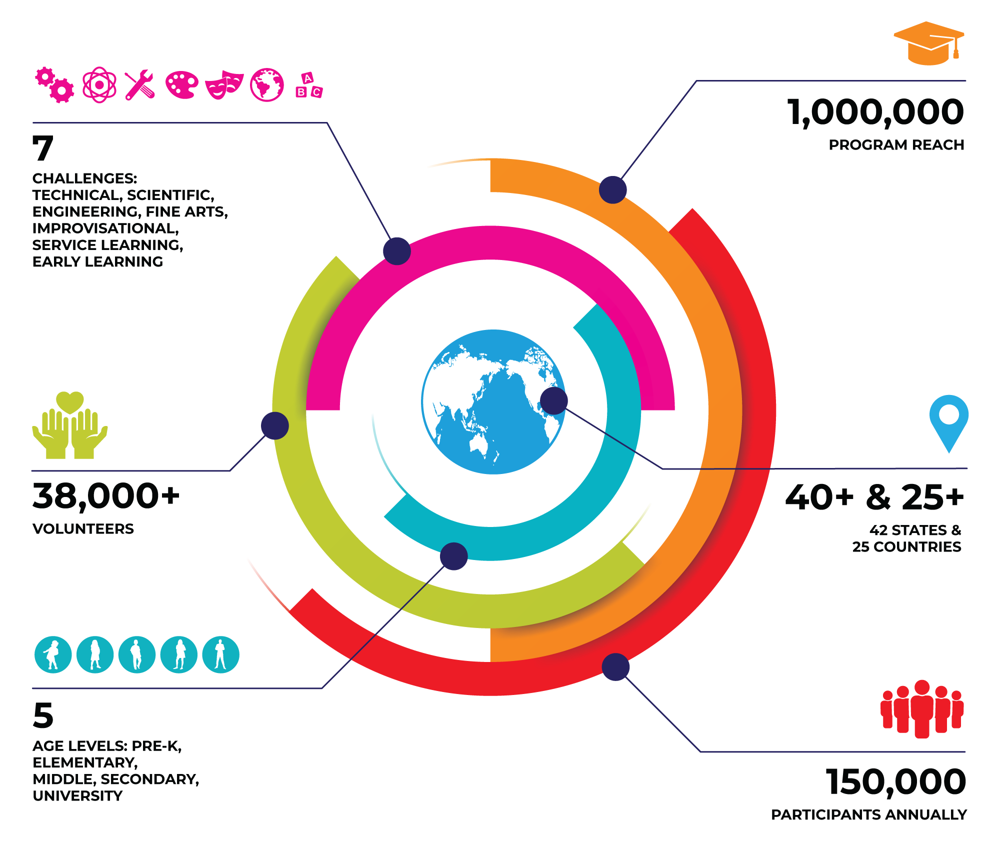 A
B C
7
CHALLENGES:
TECHNICAL, SCIENTIFIC,
ENGINEERING, FINE ARTS,
IMPROVISATIONAL,
SERVICE LEARNING,
EARLY LEARNING
1,000,000
PROGRAM REACH
38,000+
VOLUNTEERS
40+ & 25+
42 STATES &
25 COUNTRIES
5
AGE LEVELS: PRE-K,
ELEMENTARY,
MIDDLE, SECONDARY,
UNIVERSITY
150,000
PARTICIPANTS ANNUALLY